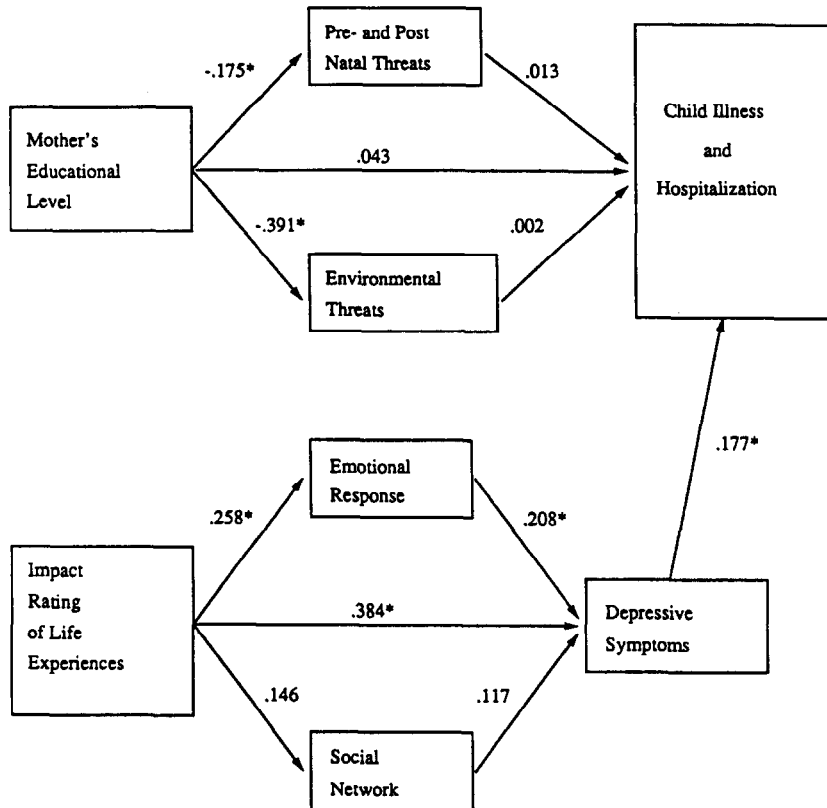 Pre- and Post
Natal Threats
-.175*
.013
Child Illness
and
Hospitalization
Mother's
Educational
Level
.043
-.391*
.002
Environmental
Threats
.177*
Emotional
Response
.258*
.208*
Impact
Rating
of Life
Experiences
.384*
Depressive
Symptoms
.146
.117
Social
Network